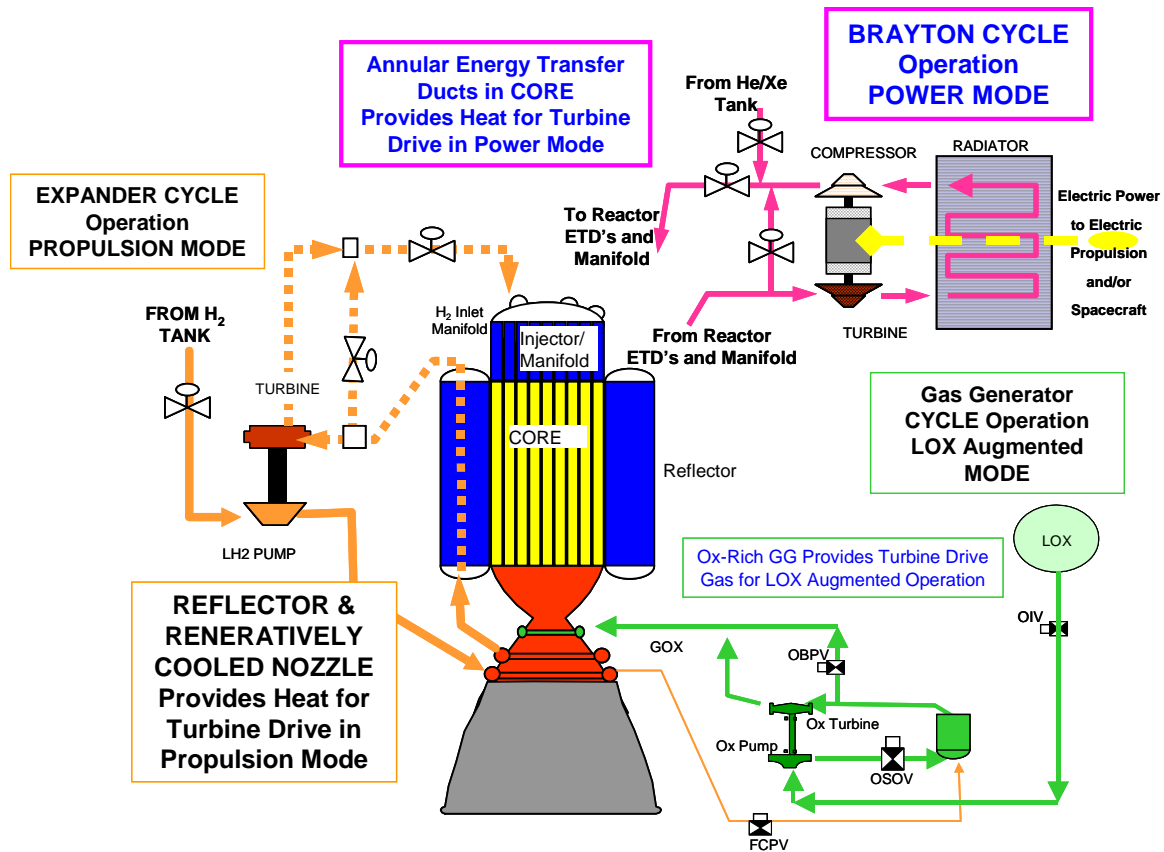 Annular Energy Transfer
Ducts in CORE
Provides Heat for Turbine
Drive in Power Mode
BRAYTON CYCLE
Operation
POWER MODE
From He/Xe
Tank
COMPRESSOR
RADIATOR
EXPANDER CYCLE
Operation
PROPULSION MODE
To Reactor
ETD's and
Manifold
Electric Power
to Electric
Propulsion
and/or
Spacecraft
TURBINE
From Reactor
ETD's and Manifold
FROM H2
TANK
H2 Inlet
Manifold
Injector/
Manifold
TURBINE
CORE
Reflector
LH2 PUMP
Gas Generator
CYCLE Operation
LOX Augmented
MODE
LOX
Ox-Rich GG Provides Turbine Drive
Gas for LOX Augmented Operation
REFLECTOR &
RENERATIVELY
COOLED NOZZLE
Provides Heat for
Turbine Drive in
Propulsion Mode
OIV
GOX
OBPV
Ox Turbine
Ox Pump
OSOV
FCPV